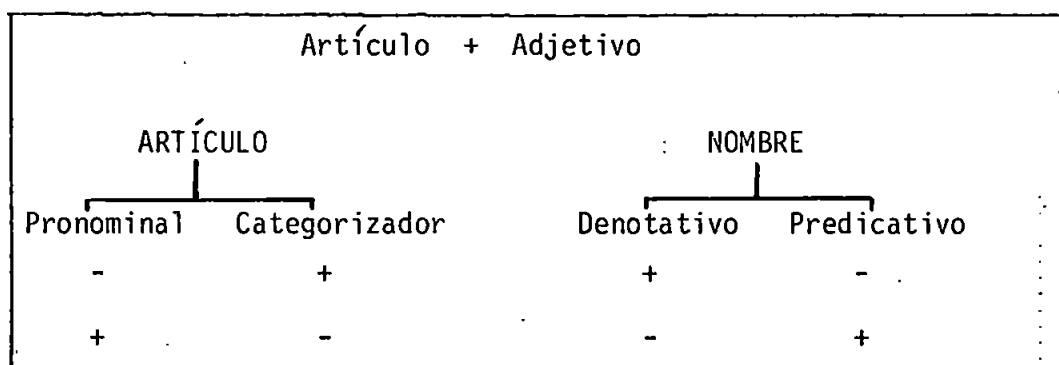 Artículo + Adjetivo
ARTÍCULO NOMBRE
Pronominal Categorizador Denotativo Predicativo
- + + -
+ - - +